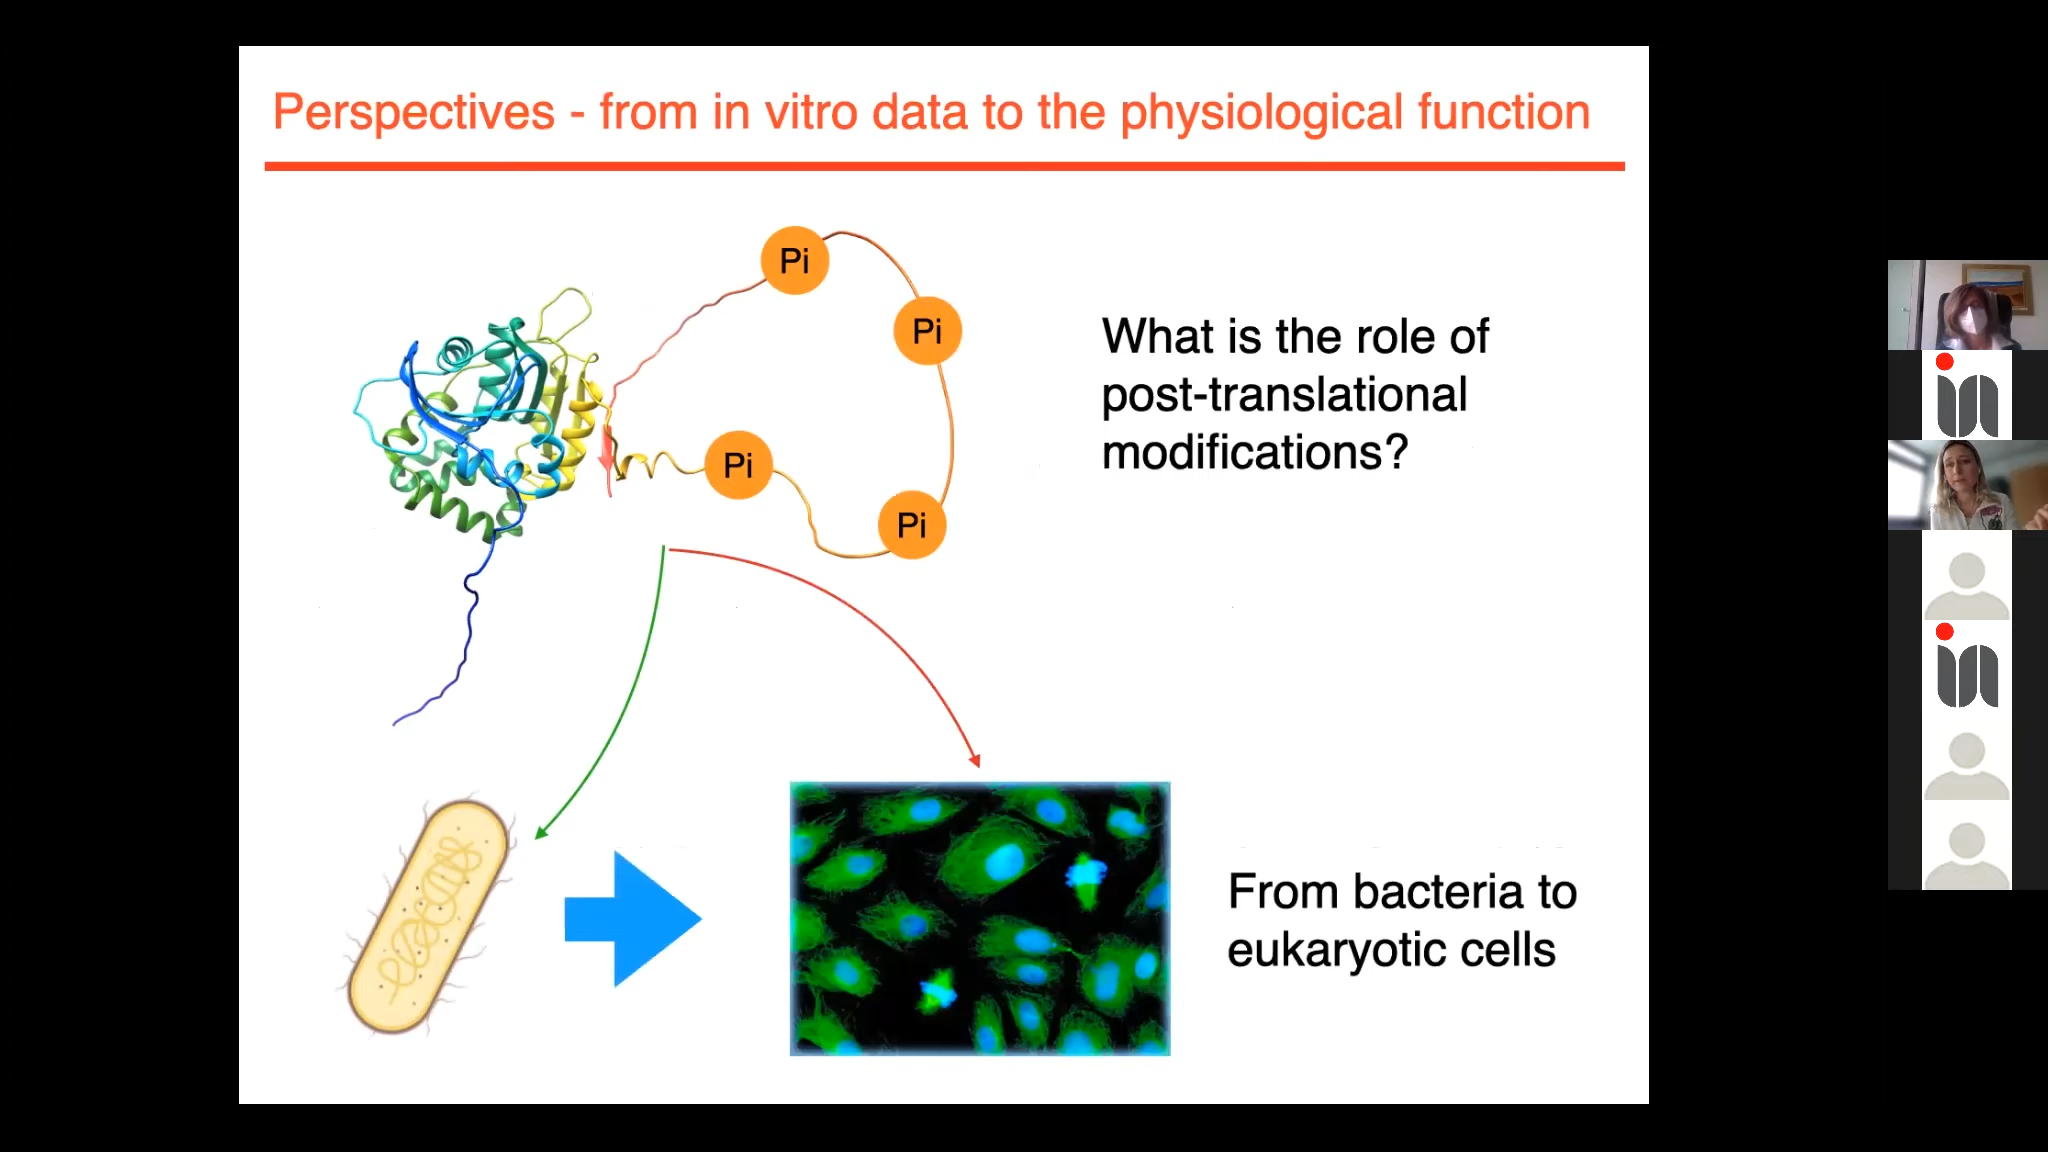 Perspectives - from in vitro data to the physiological function
Pi
Pi
Pi
Pi
What is the role of
post-translational
modifications?
From bacteria to
eukaryotic cells